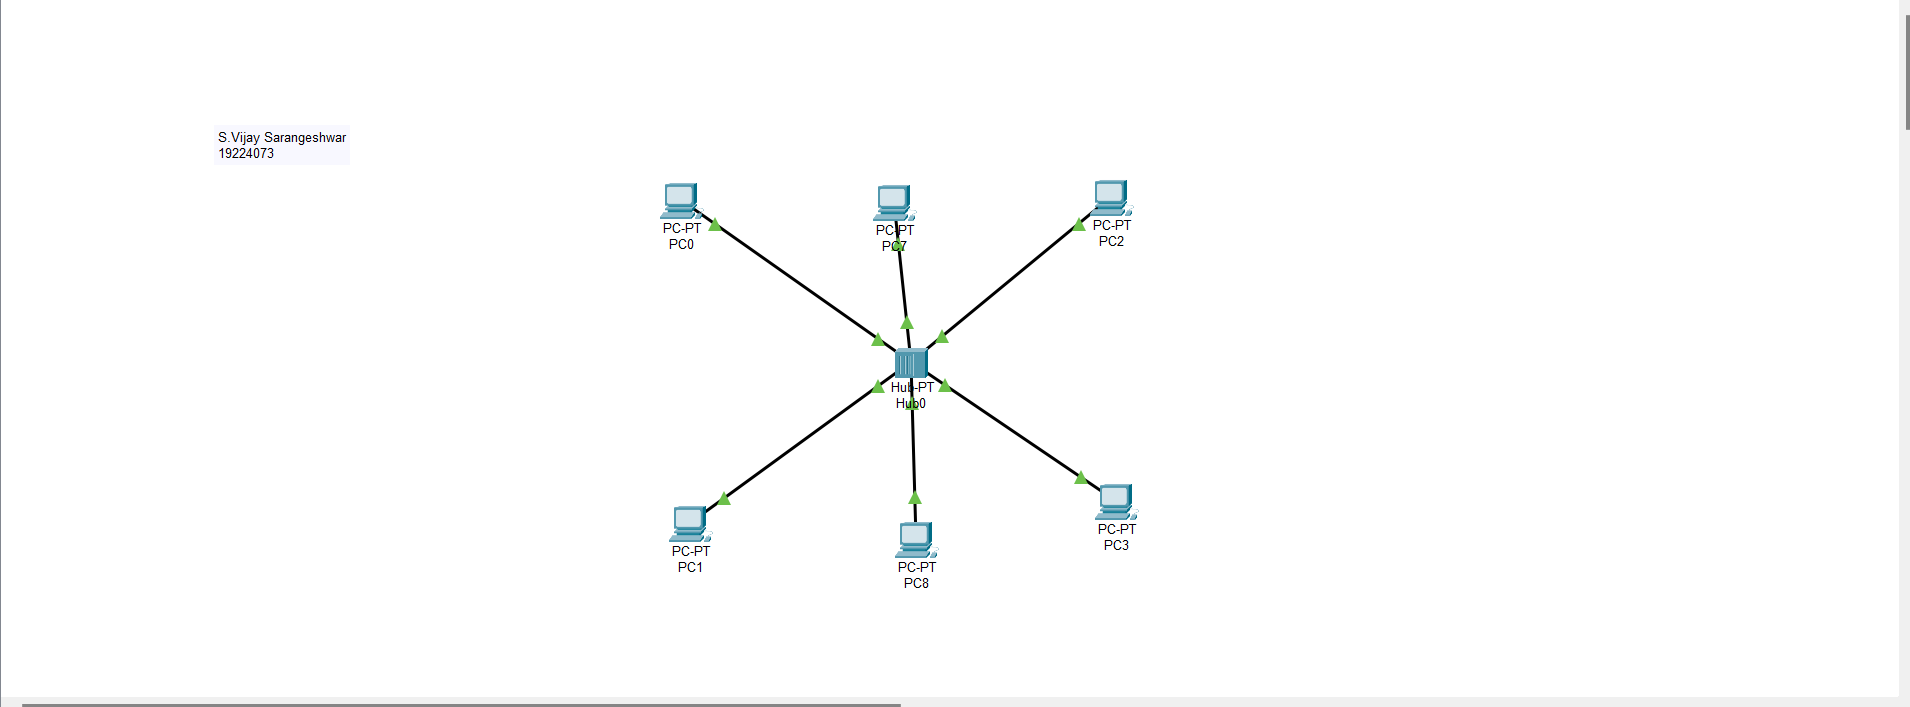 S.Vijay Sarangeshwar
19224073
PC-PT
PC0
PC-PT
PC7
PC-PT
PC2
Hub-PT
Hub0
PC-PT
PC1
PC-PT
PC8
PC-PT
PC3